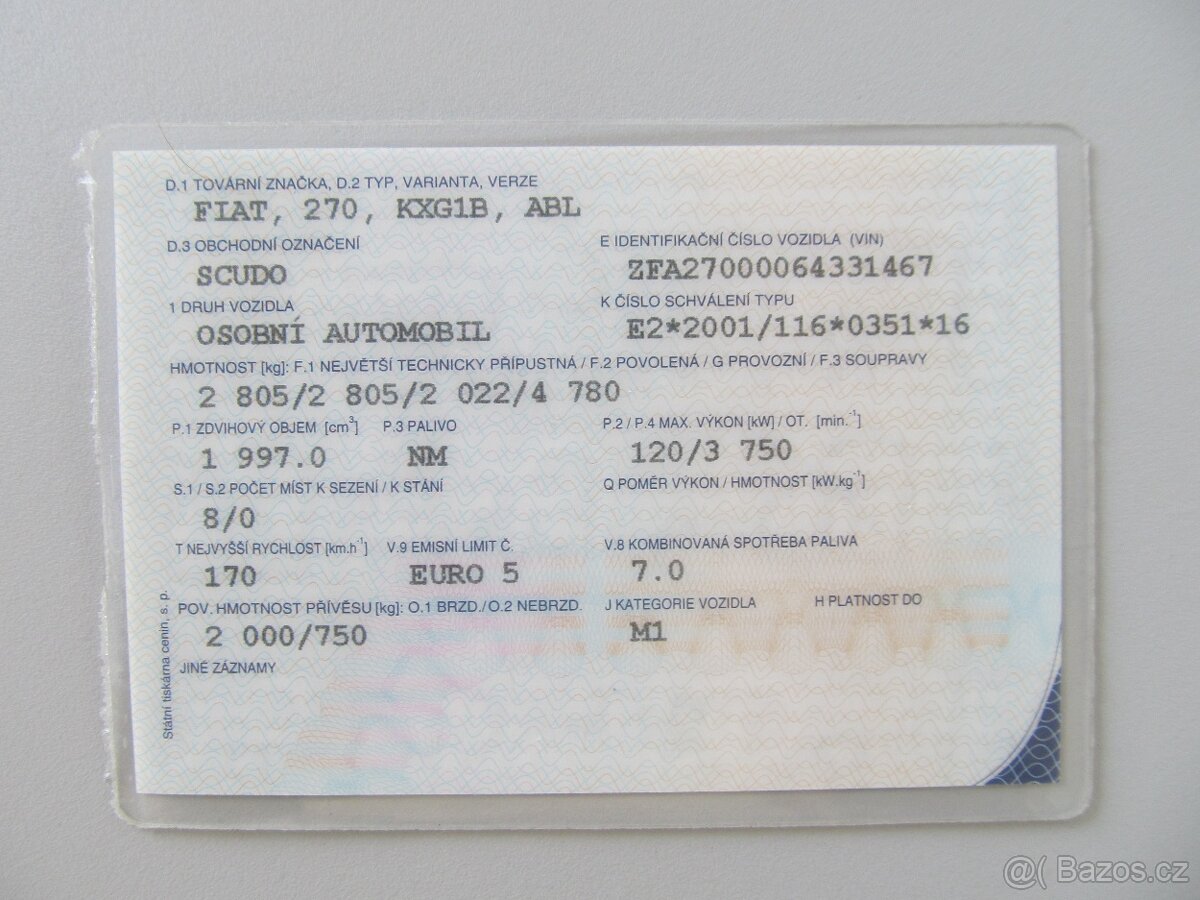 D.1 TOVÁRNÍ ZNAČKA, D.2 TYP, VARIANTA, VERZE
FIAT, 270, KXG1B, ABL
D.3 OBCHODNÍ OZNAČENÍ E IDENTIFIKAČNÍ ČÍSLO VOZIDLA (VIN)
SCUDO ZFA27000064331467
1 DRUH VOZIDLA K ČÍSLO SCHVÁLENÍ TYPU
OSOBNÍ AUTOMOBIL E2*2001/116*0351*16
HMOTNOST [kg]: F.1 NEJVĚTŠÍ TECHNICKY PŘÍPUSTNÁ / F.2 POVOLENÁ / G PROVOZNÍ / F.3 SOUPRAVY
2 805/2 805/2 022/4 780
P.1 ZDVIHOVÝ OBJEM [cm³] P.3 PALIVO P.2 / P.4 MAX. VÝKON [kW] / OT. [min.⁻¹]
1 997.0 NM 120/3 750
S.1 / S.2 POČET MÍST K SEZENÍ / K STÁNÍ Q POMĚR VÝKON / HMOTNOST [kW.kg⁻¹]
8/0
T NEJVYŠŠÍ RYCHLOST [km.h⁻¹] V.9 EMISNÍ LIMIT Č. V.8 KOMBINOVANÁ SPOTŘEBA PALIVA
170 EURO 5 7.0
POV. HMOTNOST PŘÍVĚSU [kg]: O.1 BRZD./O.2 NEBRZD. J KATEGORIE VOZIDLA H PLATNOST DO
2 000/750 M1
JINÉ ZÁZNAMY
Státní tiskárna cenin, s. p.
@( Bazos.cz